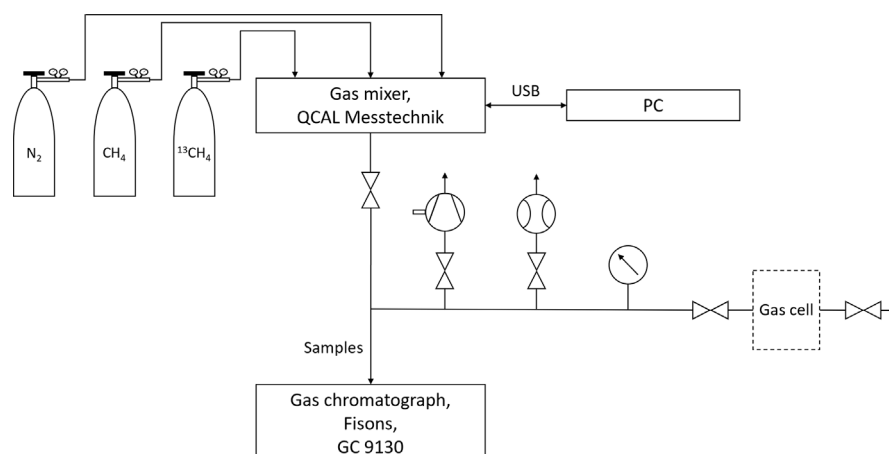 Gas mixer,
QCAL Messtechnik
USB
PC
N₂
CH₄
¹³CH₄
Samples
Gas cell
Gas chromatograph,
Fisons,
GC 9130